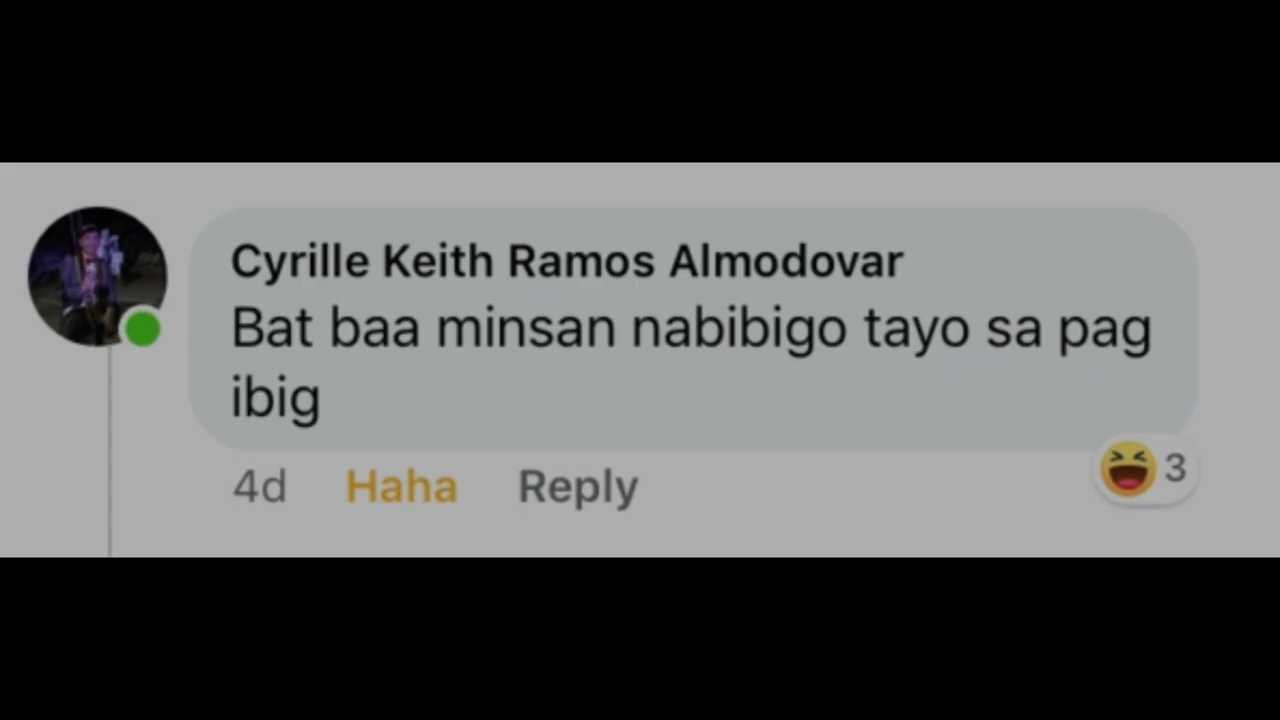 Cyrille Keith Ramos Almodovar
Bat baa minsan nabibigo tayo sa pag
ibig
4d Haha Reply 3